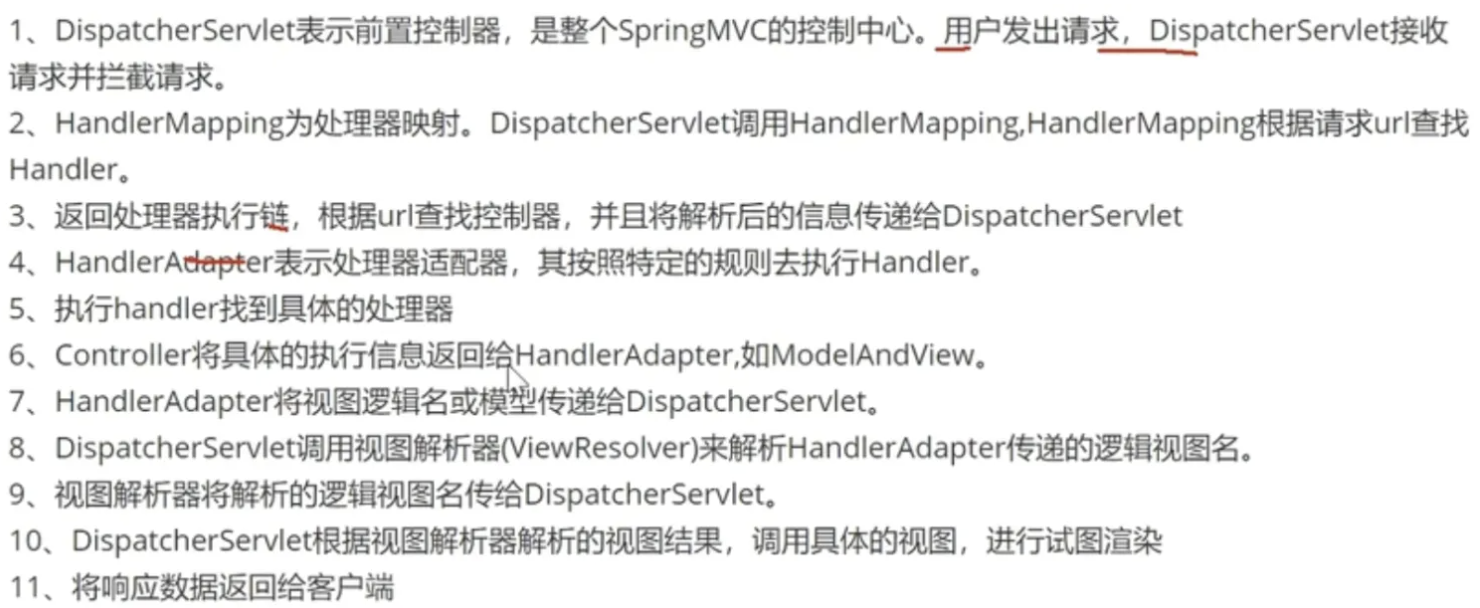 1、DispatcherServlet表示前置控制器，是整个SpringMVC的控制中心。用户发出请求，DispatcherServlet接收
请求并拦截请求。
2、HandlerMapping为处理器映射。DispatcherServlet调用HandlerMapping,HandlerMapping根据请求url查找
Handler。
3、返回处理器执行链，根据url查找控制器，并且将解析后的信息传递给DispatcherServlet
4、HandlerAdapter表示处理器适配器，其按照特定的规则去执行Handler。
5、执行handler找到具体的处理器
6、Controller将具体的执行信息返回给HandlerAdapter,如ModelAndView。
7、HandlerAdapter将视图逻辑名或模型传递给DispatcherServlet。
8、DispatcherServlet调用视图解析器(ViewResolver)来解析HandlerAdapter传递的逻辑视图名。
9、视图解析器将解析的逻辑视图名传给DispatcherServlet。
10、DispatcherServlet根据视图解析器解析的视图结果，调用具体的视图，进行试图渲染
11、将响应数据返回给客户端